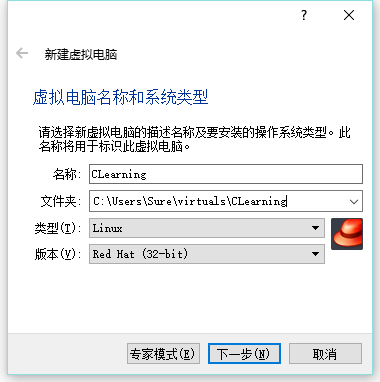 ?
新建虚拟电脑
虚拟电脑名称和系统类型
请选择新虚拟电脑的描述名称及要安装的操作系统类型。此
名称将用于标识此虚拟电脑。
名称: CLearning
文件夹: C:\Users\Sure\virtuals\CLearning
类型(T): Linux
版本(V): Red Hat (32-bit)
专家模式(E) 下一步(N) 取消